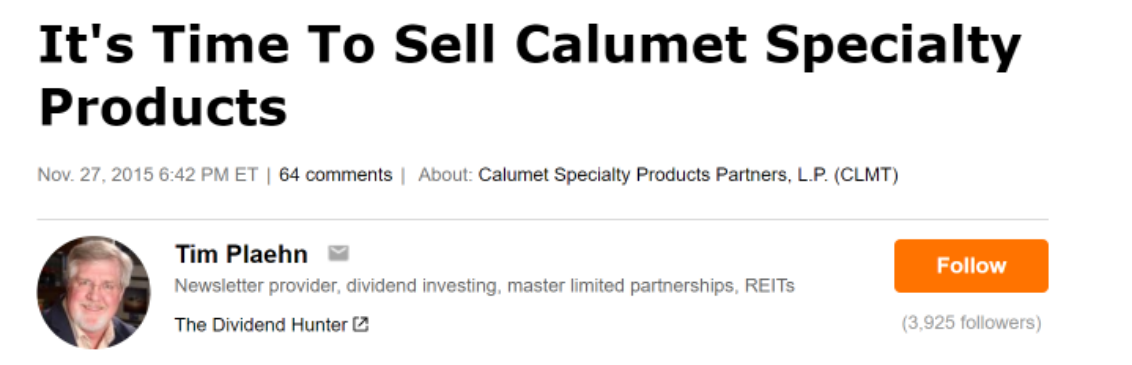 It's Time To Sell Calumet Specialty
Products
Nov. 27, 2015 6:42 PM ET | 64 comments | About: Calumet Specialty Products Partners, L.P. (CLMT)
Tim Plaehn
Follow
Newsletter provider, dividend investing, master limited partnerships, REITs
The Dividend Hunter
(3,925 followers)